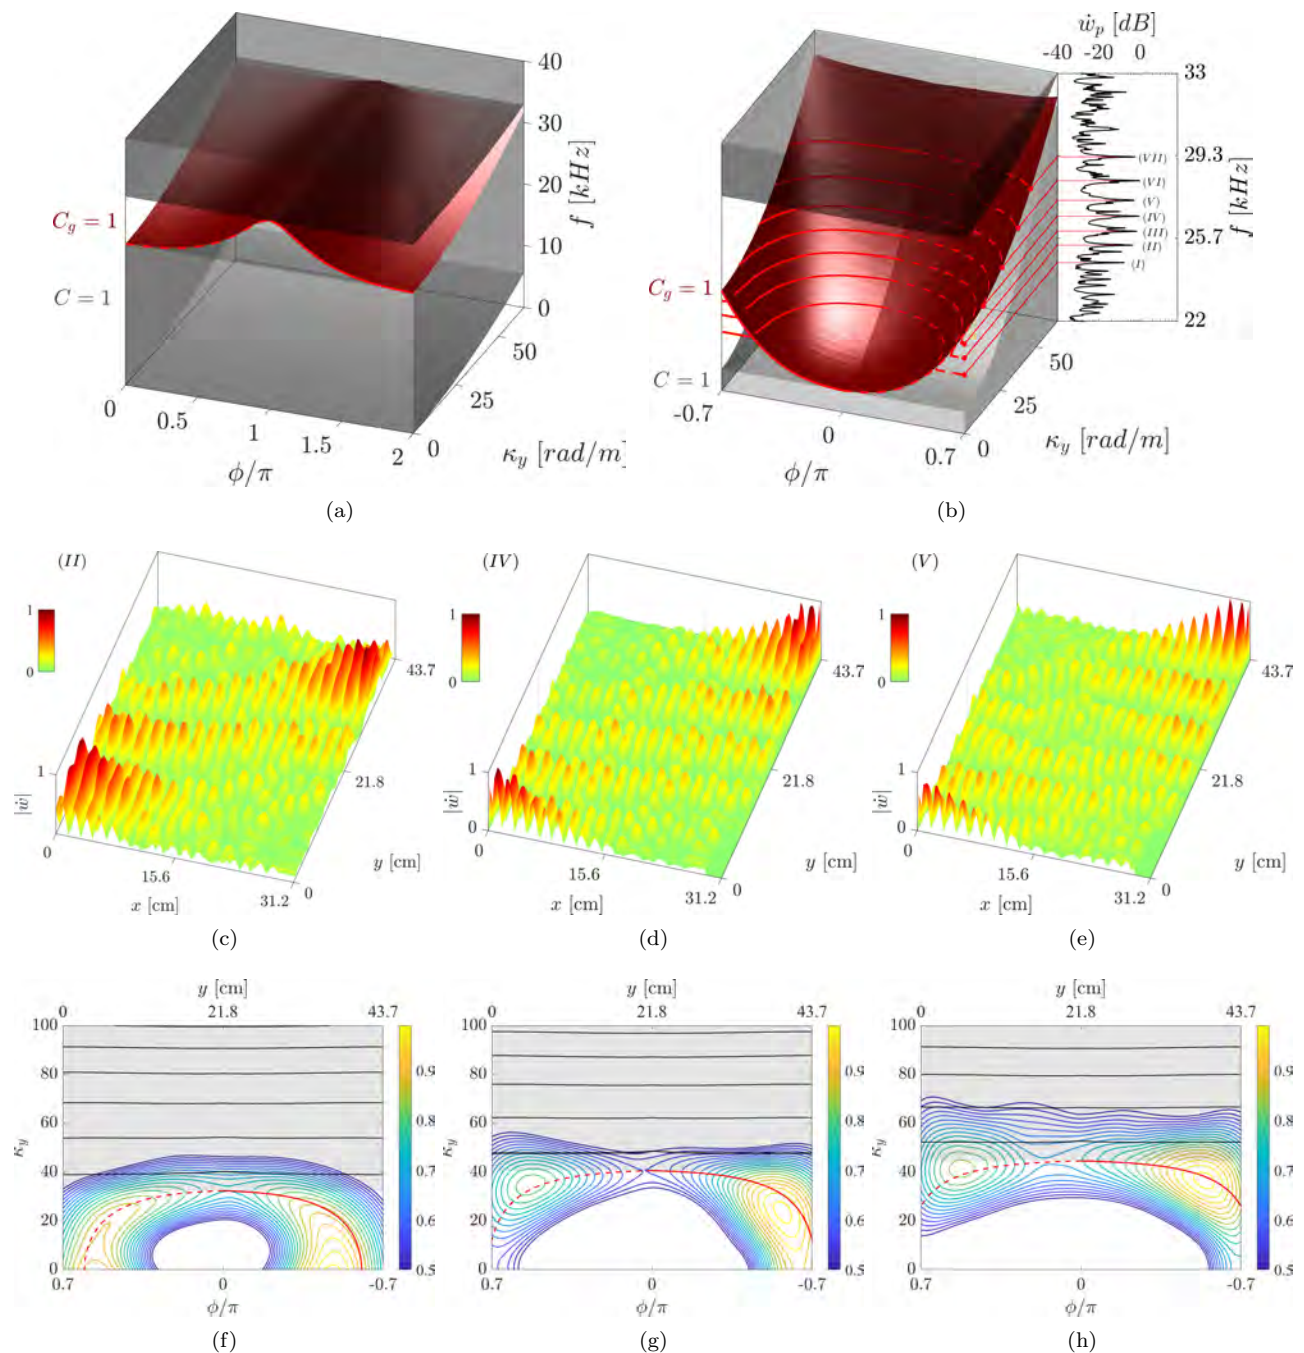 ẇ_p [dB]
-40 -20 0
40
30
20
10
0
f [kHz]
C_g = 1
C = 1
0
0.5
1
1.5
2
ϕ/π
0
25
50
κ_y [rad/m]
(a)
33
29.3
25.7
22
f [kHz]
(VII)
(VI)
(V)
(IV)
(III)
(II)
(I)
C_g = 1
C = 1
-0.7
0
0.7
ϕ/π
0
25
50
κ_y [rad/m]
(b)
(II)
1
0
1
|ẇ|
0
0
15.6
31.2
x [cm]
0
21.8
43.7
y [cm]
(c)
(IV)
1
0
1
|ẇ|
0
0
15.6
31.2
x [cm]
0
21.8
43.7
y [cm]
(d)
(V)
1
0
1
|ẇ|
0
0
15.6
31.2
x [cm]
0
21.8
43.7
y [cm]
(e)
y [cm]
0 21.8 43.7
100
80
60
40
20
0
κ_y
0.7 0 -0.7
ϕ/π
0.9
0.8
0.7
0.6
0.5
(f)
y [cm]
0 21.8 43.7
100
80
60
40
20
0
κ_y
0.7 0 -0.7
ϕ/π
0.9
0.8
0.7
0.6
0.5
(g)
y [cm]
0 21.8 43.7
100
80
60
40
20
0
κ_y
0.7 0 -0.7
ϕ/π
0.9
0.8
0.7
0.6
0.5
(h)